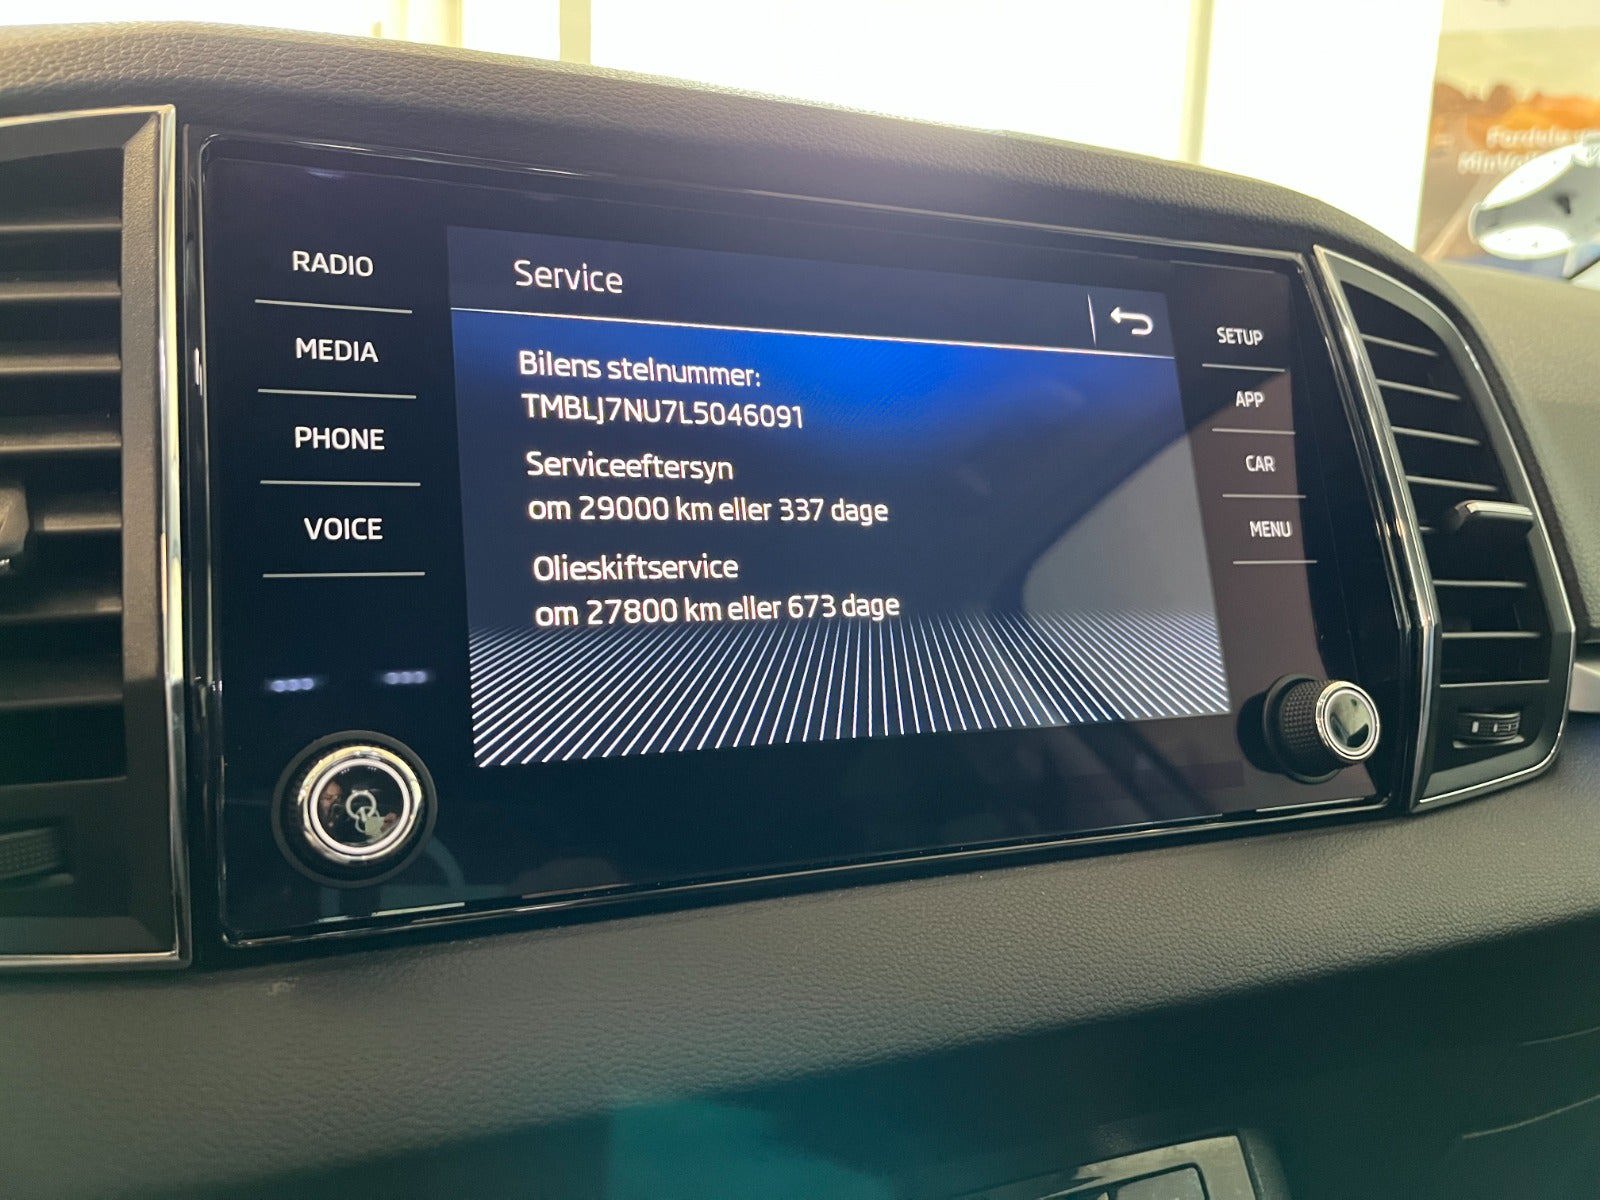 RADIO
MEDIA
PHONE
VOICE
Service
Bilens stelnummer:
TMBLJ7NU7L5046091
Serviceeftersyn
om 29000 km eller 337 dage
Olieskiftservice
om 27800 km eller 673 dage
SETUP
APP
CAR
MENU